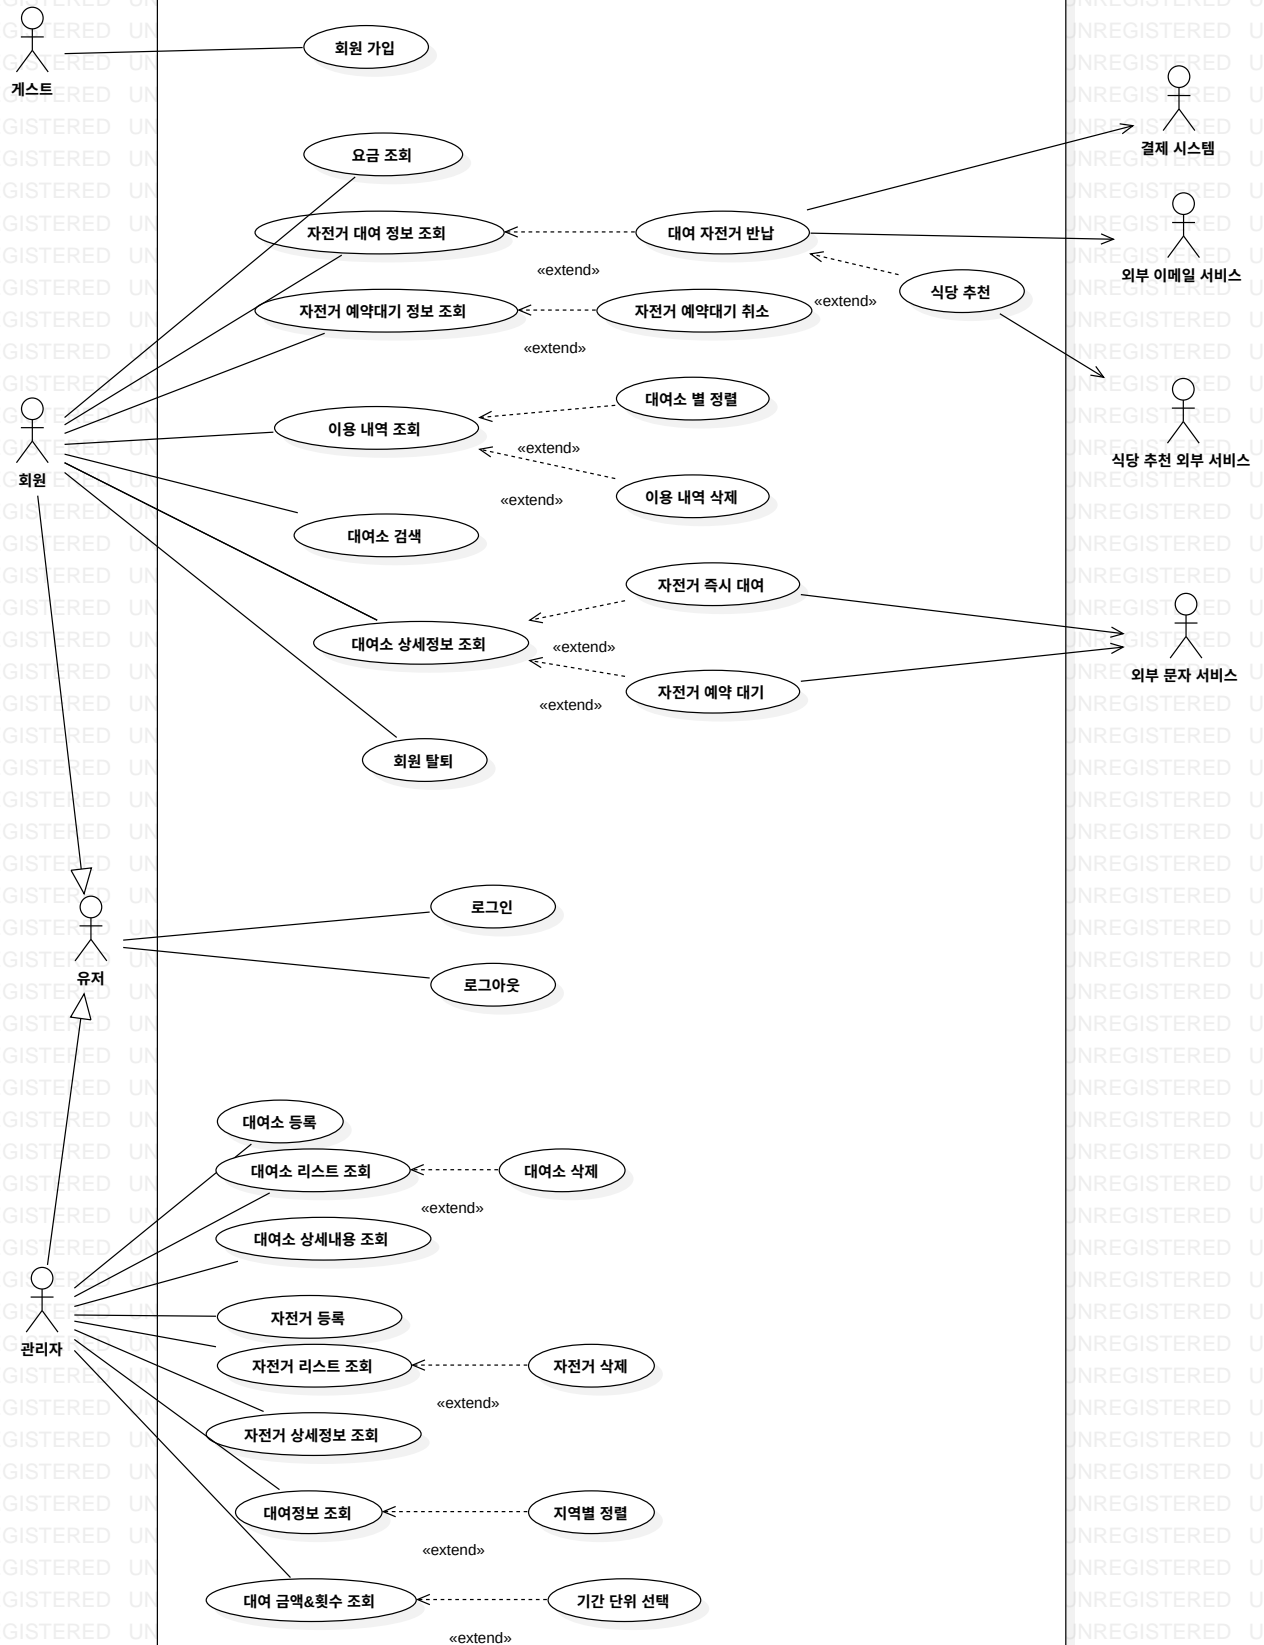 게스트
회원 가입
결제 시스템
요금 조회
자전거 대여 정보 조회
대여 자전거 반납
외부 이메일 서비스
«extend»
식당 추천
«extend»
자전거 예약대기 정보 조회
자전거 예약대기 취소
«extend»
대여소 별 정렬
이용 내역 조회
«extend»
식당 추천 외부 서비스
회원
이용 내역 삭제
«extend»
대여소 검색
자전거 즉시 대여
대여소 상세정보 조회
«extend»
외부 문자 서비스
자전거 예약 대기
«extend»
회원 탈퇴
로그인
유저
로그아웃
대여소 등록
대여소 리스트 조회
대여소 삭제
«extend»
대여소 상세내용 조회
자전거 등록
관리자
자전거 리스트 조회
자전거 삭제
«extend»
자전거 상세정보 조회
대여정보 조회
지역별 정렬
«extend»
대여 금액&횟수 조회
기간 단위 선택
«extend»
UNREGISTERED